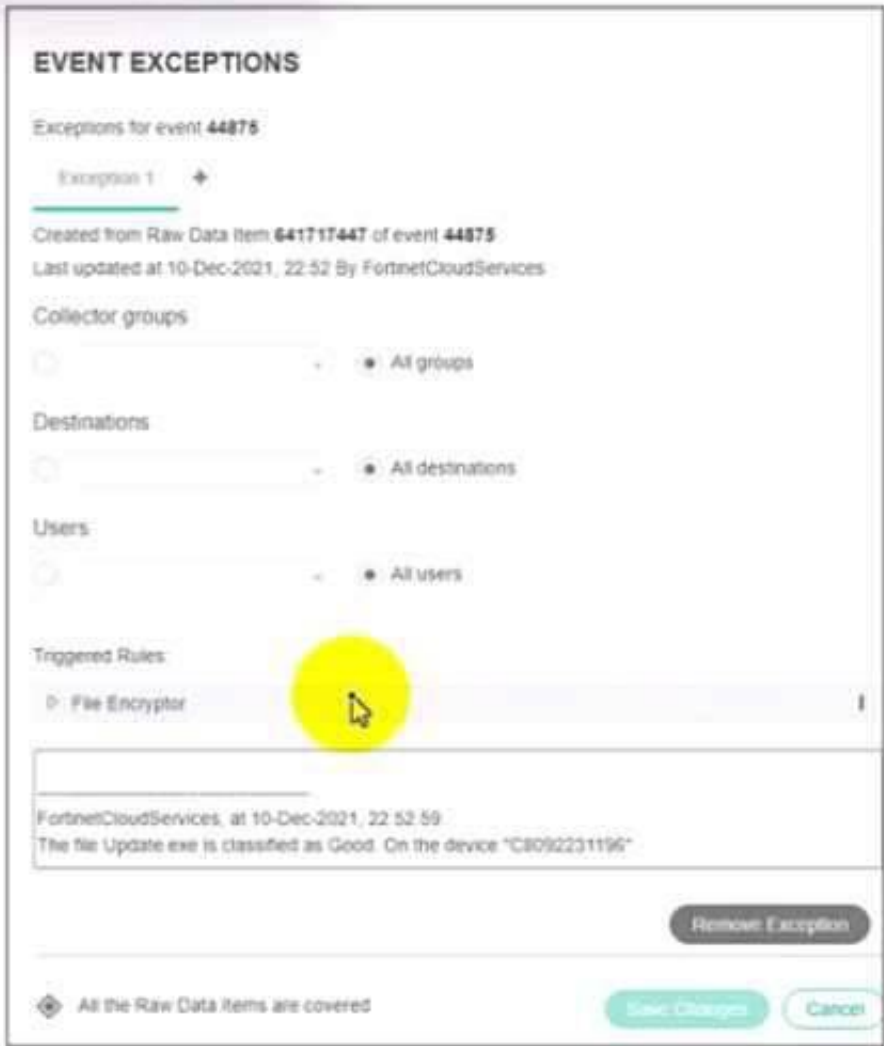 EVENT EXCEPTIONS
Exceptions for event 44875
Exception 1 +
Created from Raw Data Item 641717447 of event 44875
Last updated at 10-Dec-2021, 22:52 By FortinetCloudServices
Collector groups
All groups
Destinations
All destinations
Users
All users
Triggered Rules
File Encryptor
FortinetCloudServices, at 10-Dec-2021, 22:52:59
The file Update.exe is classified as Good. On the device "C8092231196"
Remove Exception
All the Raw Data Items are covered
Save Changes
Cancel